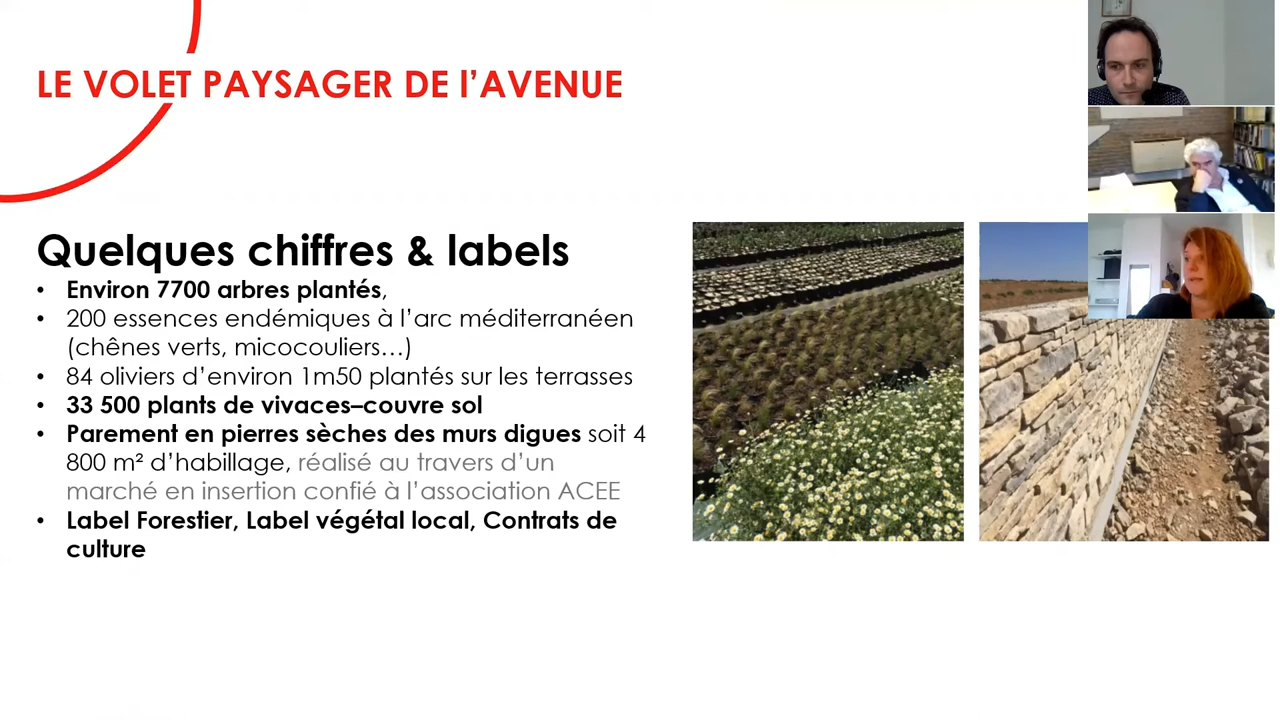 LE VOLET PAYSAGER DE l’AVENUE
Quelques chiffres & labels
• Environ 7700 arbres plantés,
• 200 essences endémiques à l’arc méditerranéen
(chênes verts, micocouliers…)
• 84 oliviers d’environ 1m50 plantés sur les terrasses
• 33 500 plants de vivaces–couvre sol
• Parement en pierres sèches des murs digues soit 4
800 m² d’habillage, réalisé au travers d’un
marché en insertion confié à l’association ACEE
• Label Forestier, Label végétal local, Contrats de
culture